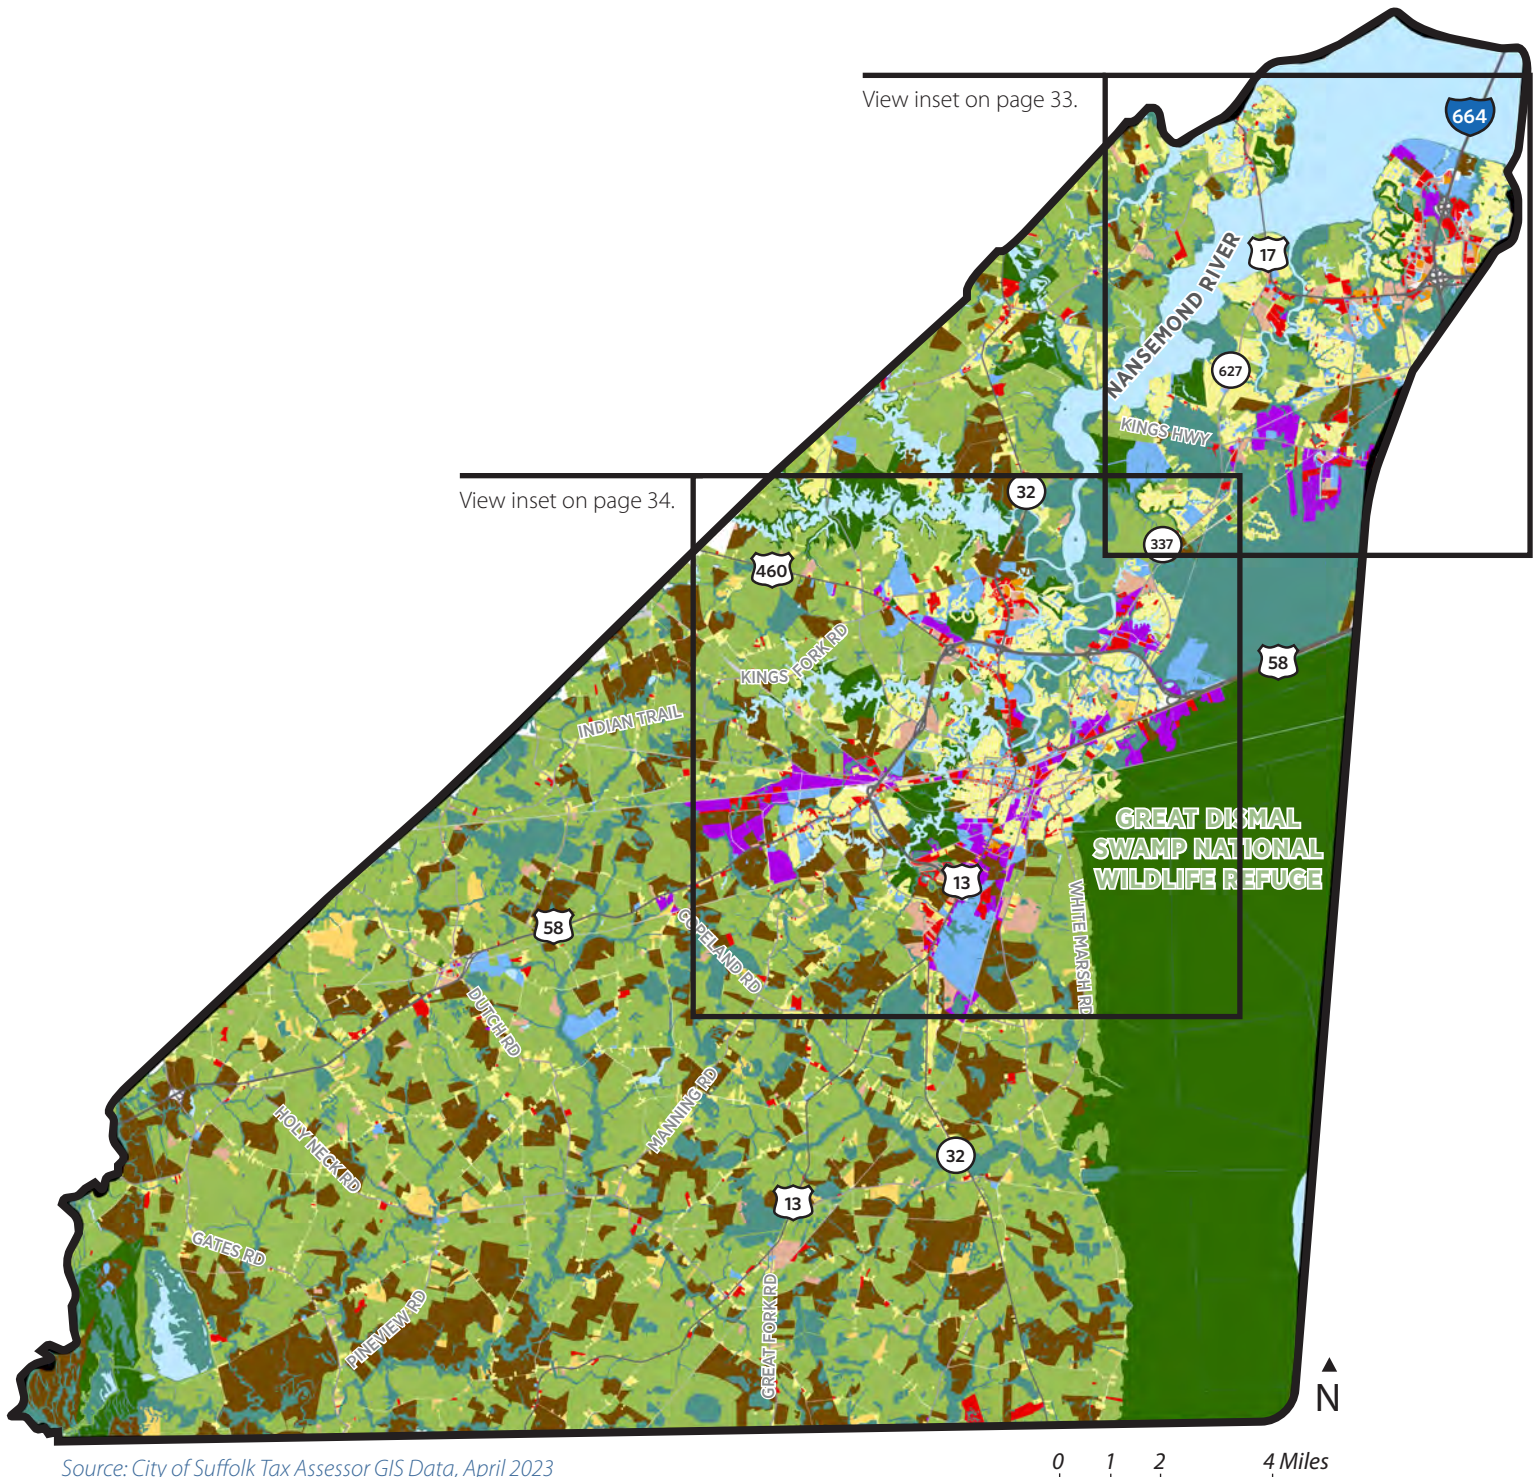 View inset on page 33.
664
17
NANSEMOND RIVER
627
KINGS HWY
View inset on page 34.
32
337
460
KINGS FORK RD
58
INDIAN TRAIL
GREAT DISMAL
SWAMP NATIONAL
WILDLIFE REFUGE
13
WHITE MARSH RD
58
COPELAND RD
DUTCH RD
MANNING RD
HOLY NECK RD
32
13
GATES RD
PINEVIEW RD
GREAT FORK RD
N
Source: City of Suffolk Tax Assessor GIS Data, April 2023
0 1 2 4 Miles